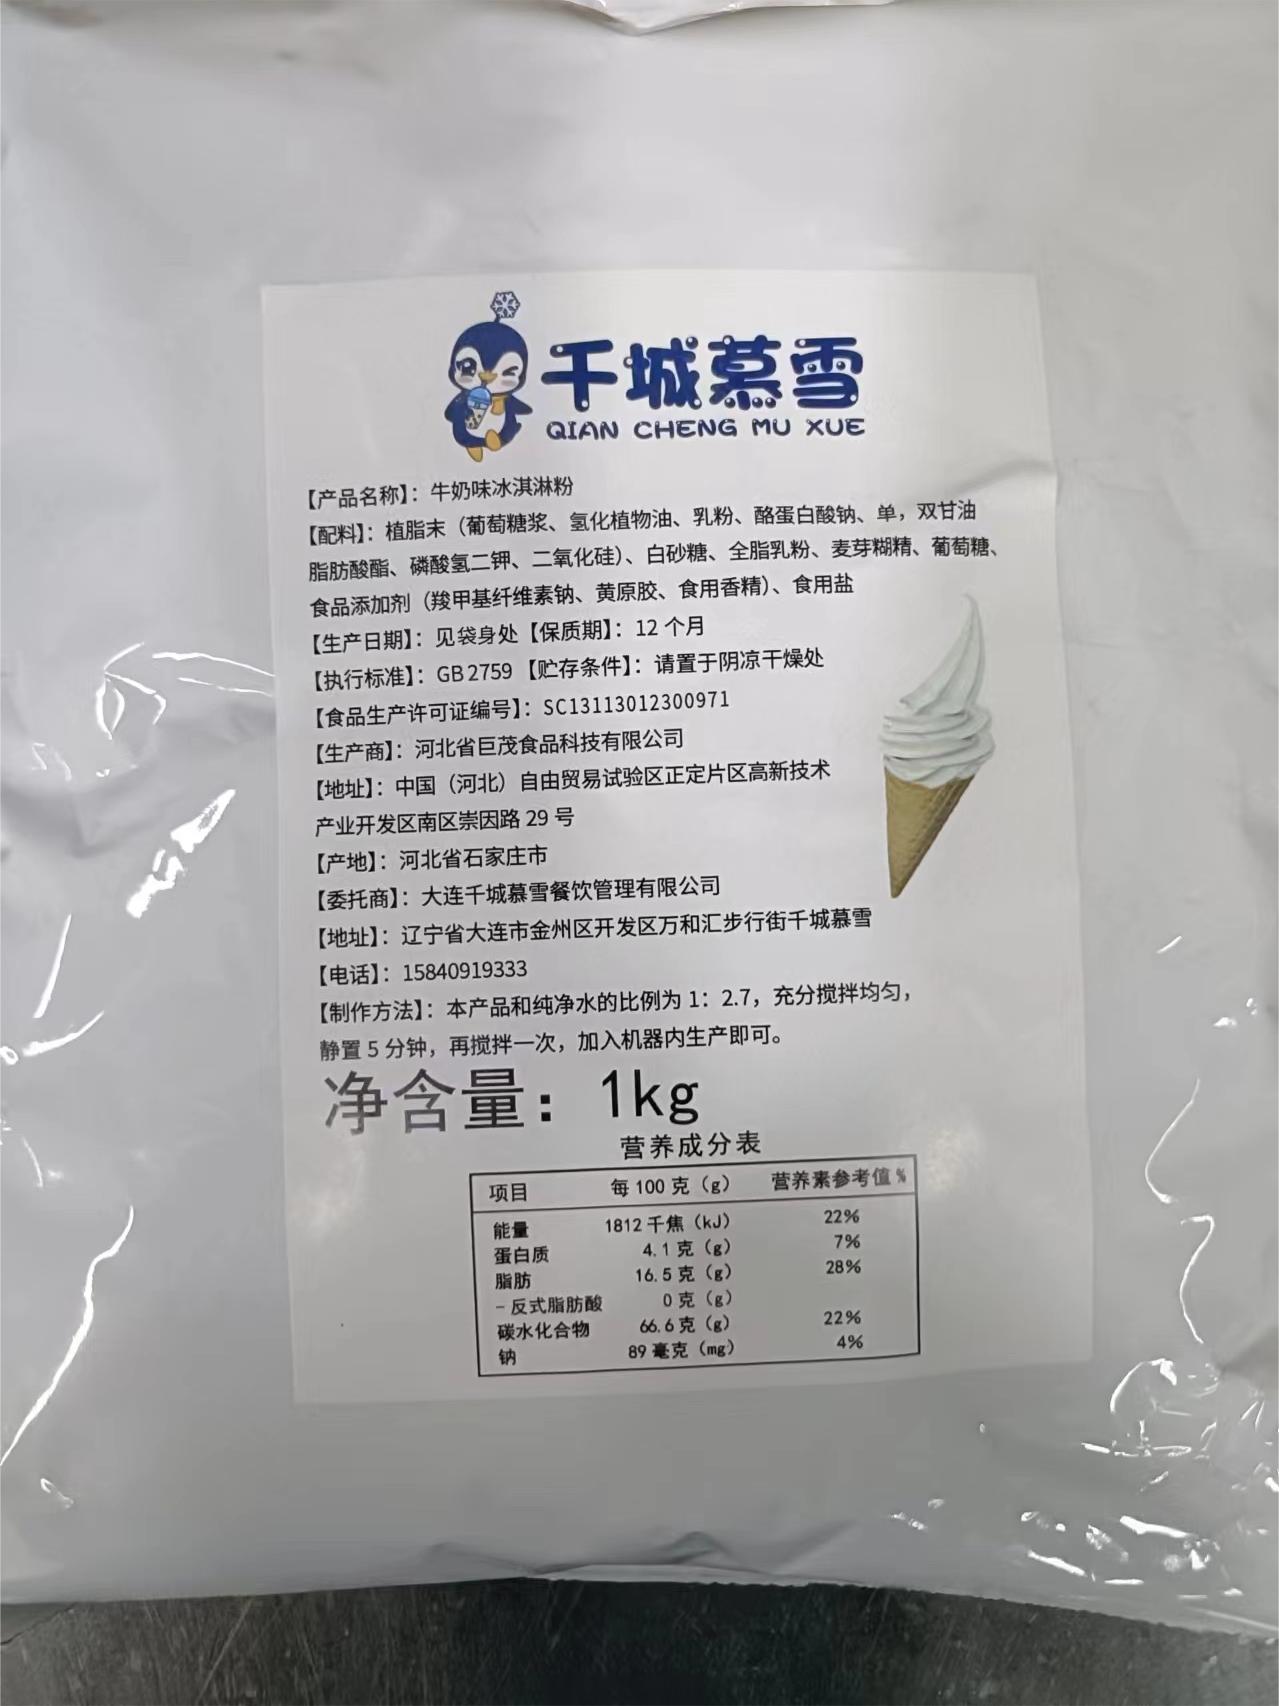 千城慕雪
QIAN CHENG MU XUE
【产品名称】：牛奶味冰淇淋粉
【配料】：植脂末（葡萄糖浆、氢化植物油、乳粉、酪蛋白酸钠、单，双甘油
脂肪酸酯、磷酸氢二钾、二氧化硅）、白砂糖、全脂乳粉、麦芽糊精、葡萄糖、
食品添加剂（羧甲基纤维素钠、黄原胶、食用香精）、食用盐
【生产日期】：见袋身处【保质期】：12 个月
【执行标准】：GB 2759 【贮存条件】：请置于阴凉干燥处
【食品生产许可证编号】：SC13113012300971
【生产商】：河北省巨茂食品科技有限公司
【地址】：中国（河北）自由贸易试验区正定片区高新技术
产业开发区南区崇因路 29 号
【产地】：河北省石家庄市
【委托商】：大连千城慕雪餐饮管理有限公司
【地址】：辽宁省大连市金州区开发区万和汇步行街千城慕雪
【电话】：15840919333
【制作方法】：本产品和纯净水的比例为 1：2.7，充分搅拌均匀，
静置 5 分钟，再搅拌一次，加入机器内生产即可。
净含量：1kg
营养成分表
项目 每 100 克（g） 营养素参考值 %
能量 1812 千焦（kJ） 22%
蛋白质 4.1 克（g） 7%
脂肪 16.5 克（g） 28%
- 反式脂肪酸 0 克（g）
碳水化合物 66.6 克（g） 22%
钠 89 毫克（mg） 4%